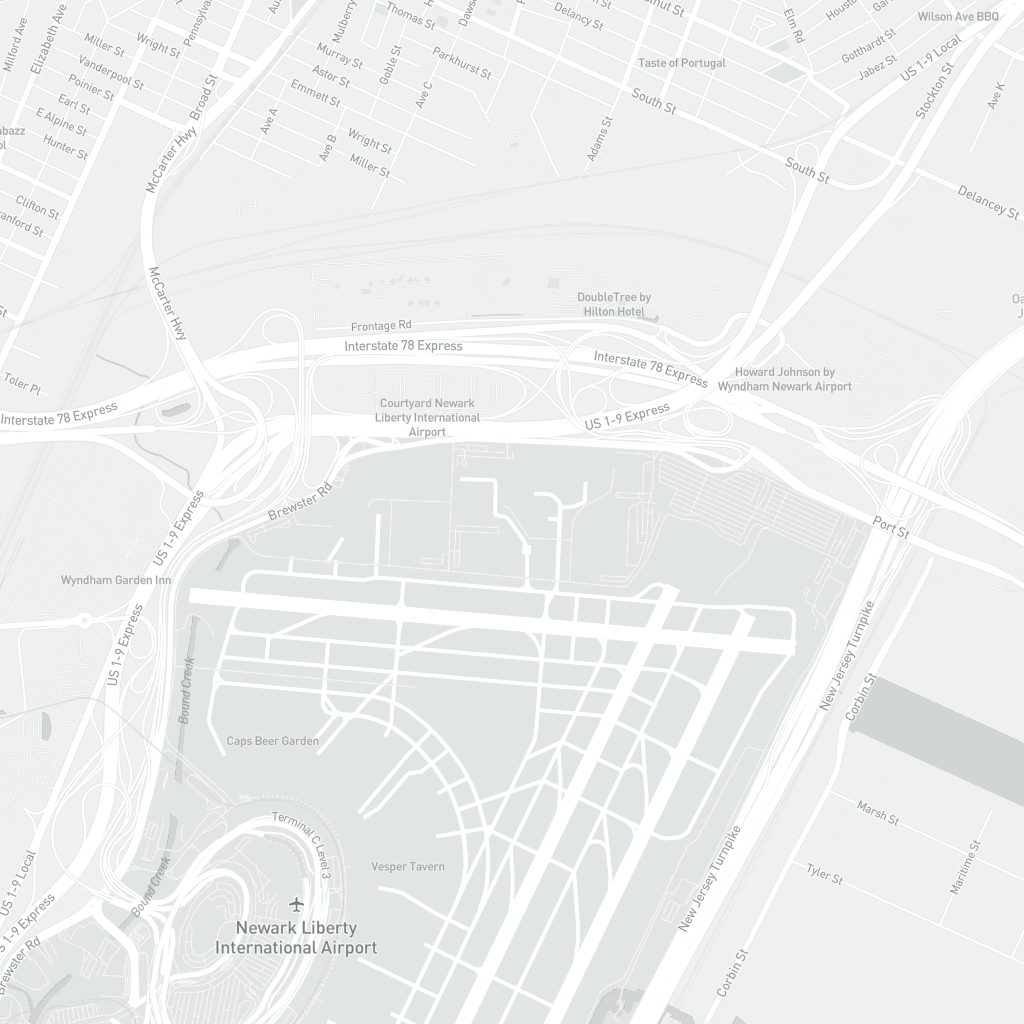 Milford Ave
Elizabeth Ave
Miller St
Wright St
Vanderpool St
Poinier St
Earl St
E Alpine St
Hunter St
Clifton St
McCarter Hwy
Broad St
Murray St
Astor St
Emmett St
Thomas St
Goble St
Parkhurst St
Ave C
Ave A
Ave B
Wright St
Miller St
Delancy St
Taste of Portugal
South St
Adams St
Elm Rd
Gotthardt St
Jabez St
Wilson Ave BBQ
US 1-9 Local
Stockton St
Ave K
South St
Delancey St
McCarter Hwy
DoubleTree by
Hilton Hotel
Frontage Rd
Interstate 78 Express
Interstate 78 Express
Howard Johnson by
Wyndham Newark Airport
Toler Pl
Interstate 78 Express
Courtyard Newark
Liberty International
Airport
US 1-9 Express
Brewster Rd
US 1-9 Express
Port St
Wyndham Garden Inn
US 1-9 Express
New Jersey Turnpike
Corbin St
Bound Creek
Caps Beer Garden
Terminal C Level 3
Marsh St
Tyler St
Maritime St
Vesper Tavern
New Jersey Turnpike
US 1-9 Local
Bound Creek
Newark Liberty
International Airport
Brewster Rd
Corbin St